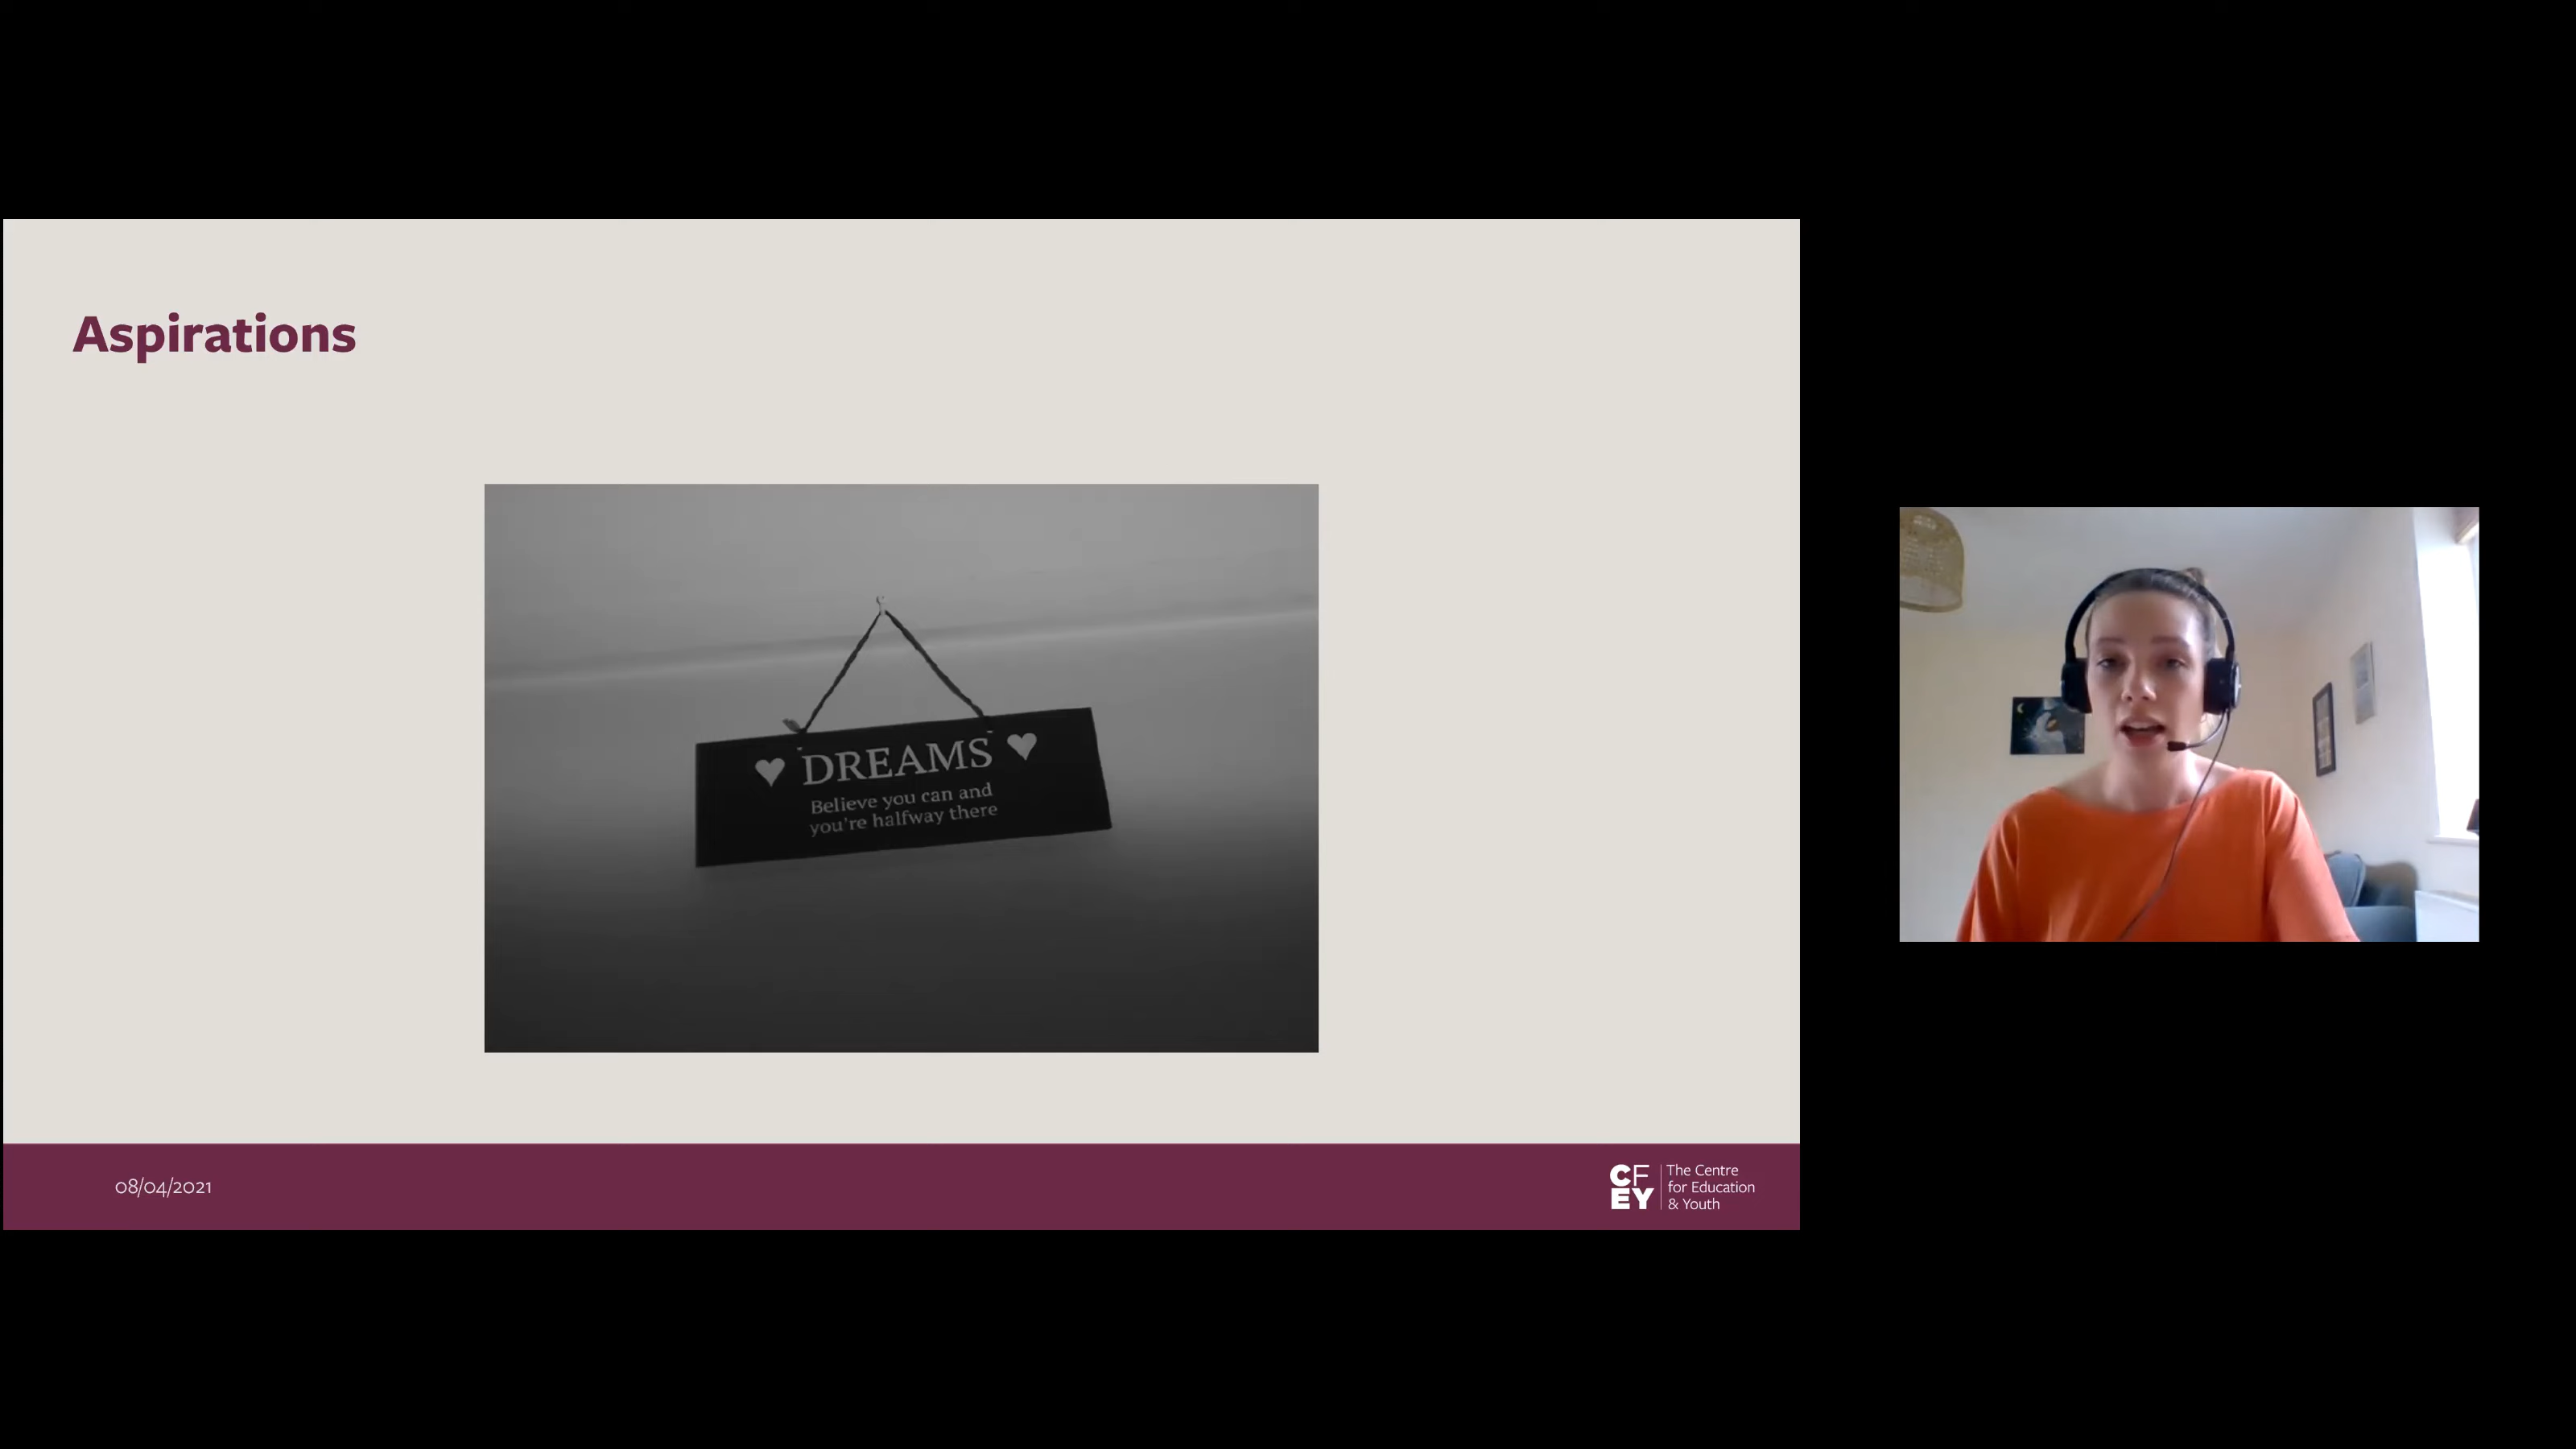 Aspirations
♥ DREAMS ♥
Believe you can and
you're halfway there
08/04/2021
CF
EY
The Centre
for Education
& Youth